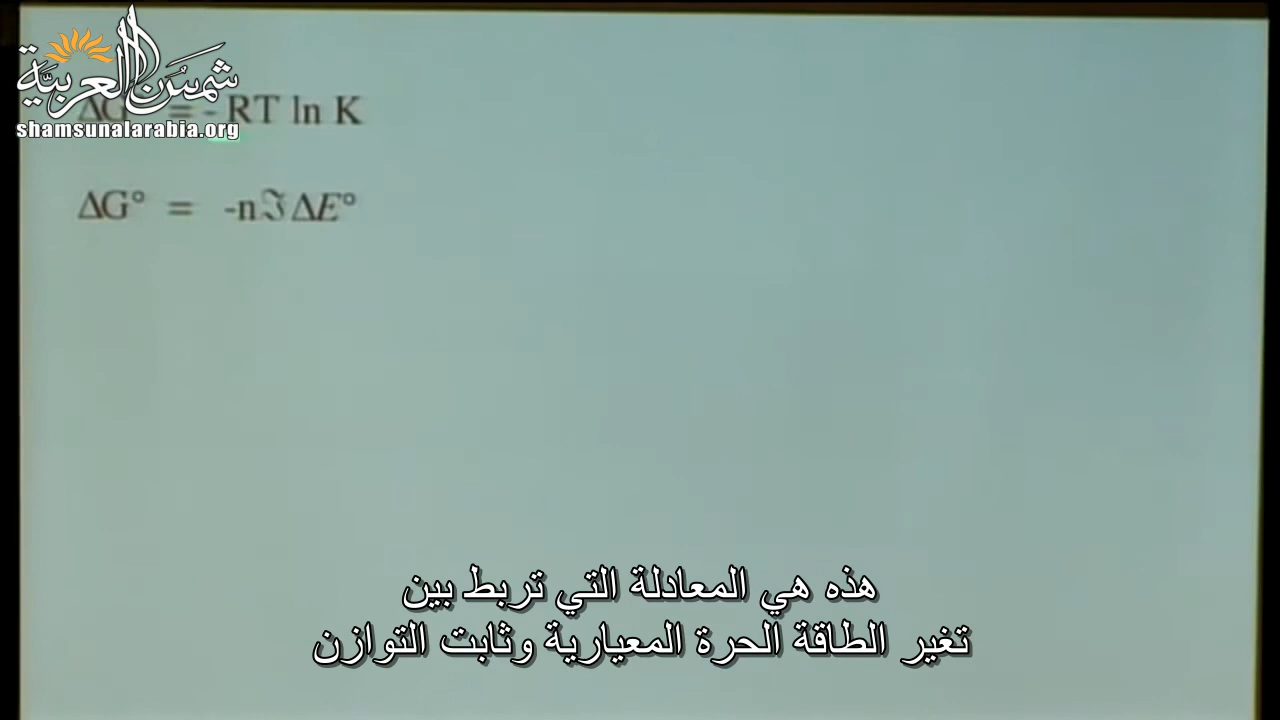 شمس العربية
shamsunalarabia.org
ΔG° = - RT ln K
ΔG° = -nℑΔE°
هذه هي المعادلة التي تربط بين
تغير الطاقة الحرة المعيارية وثابت التوازن